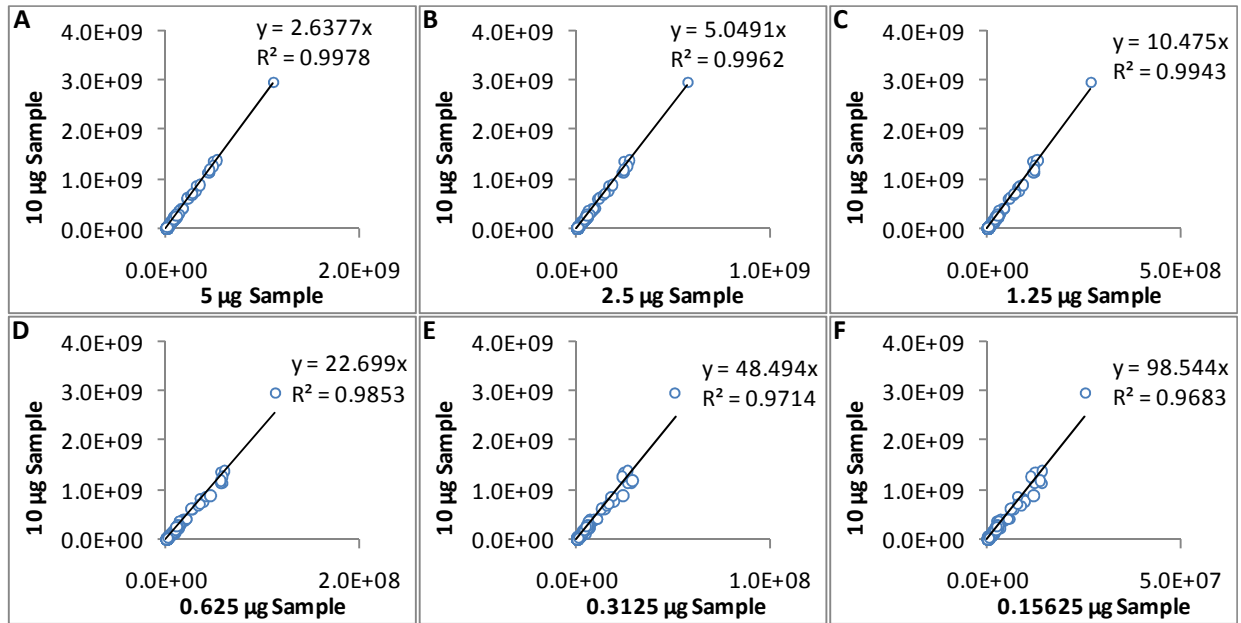 A
y = 2.6377x
R² = 0.9978
4.0E+09
3.0E+09
2.0E+09
1.0E+09
0.0E+00
10 µg Sample
0.0E+00 2.0E+09
5 µg Sample
B
y = 5.0491x
R² = 0.9962
4.0E+09
3.0E+09
2.0E+09
1.0E+09
0.0E+00
10 µg Sample
0.0E+00 1.0E+09
2.5 µg Sample
C
y = 10.475x
R² = 0.9943
4.0E+09
3.0E+09
2.0E+09
1.0E+09
0.0E+00
10 µg Sample
0.0E+00 5.0E+08
1.25 µg Sample
D
y = 22.699x
R² = 0.9853
4.0E+09
3.0E+09
2.0E+09
1.0E+09
0.0E+00
10 µg Sample
0.0E+00 2.0E+08
0.625 µg Sample
E
y = 48.494x
R² = 0.9714
4.0E+09
3.0E+09
2.0E+09
1.0E+09
0.0E+00
10 µg Sample
0.0E+00 1.0E+08
0.3125 µg Sample
F
y = 98.544x
R² = 0.9683
4.0E+09
3.0E+09
2.0E+09
1.0E+09
0.0E+00
10 µg Sample
0.0E+00 5.0E+07
0.15625 µg Sample